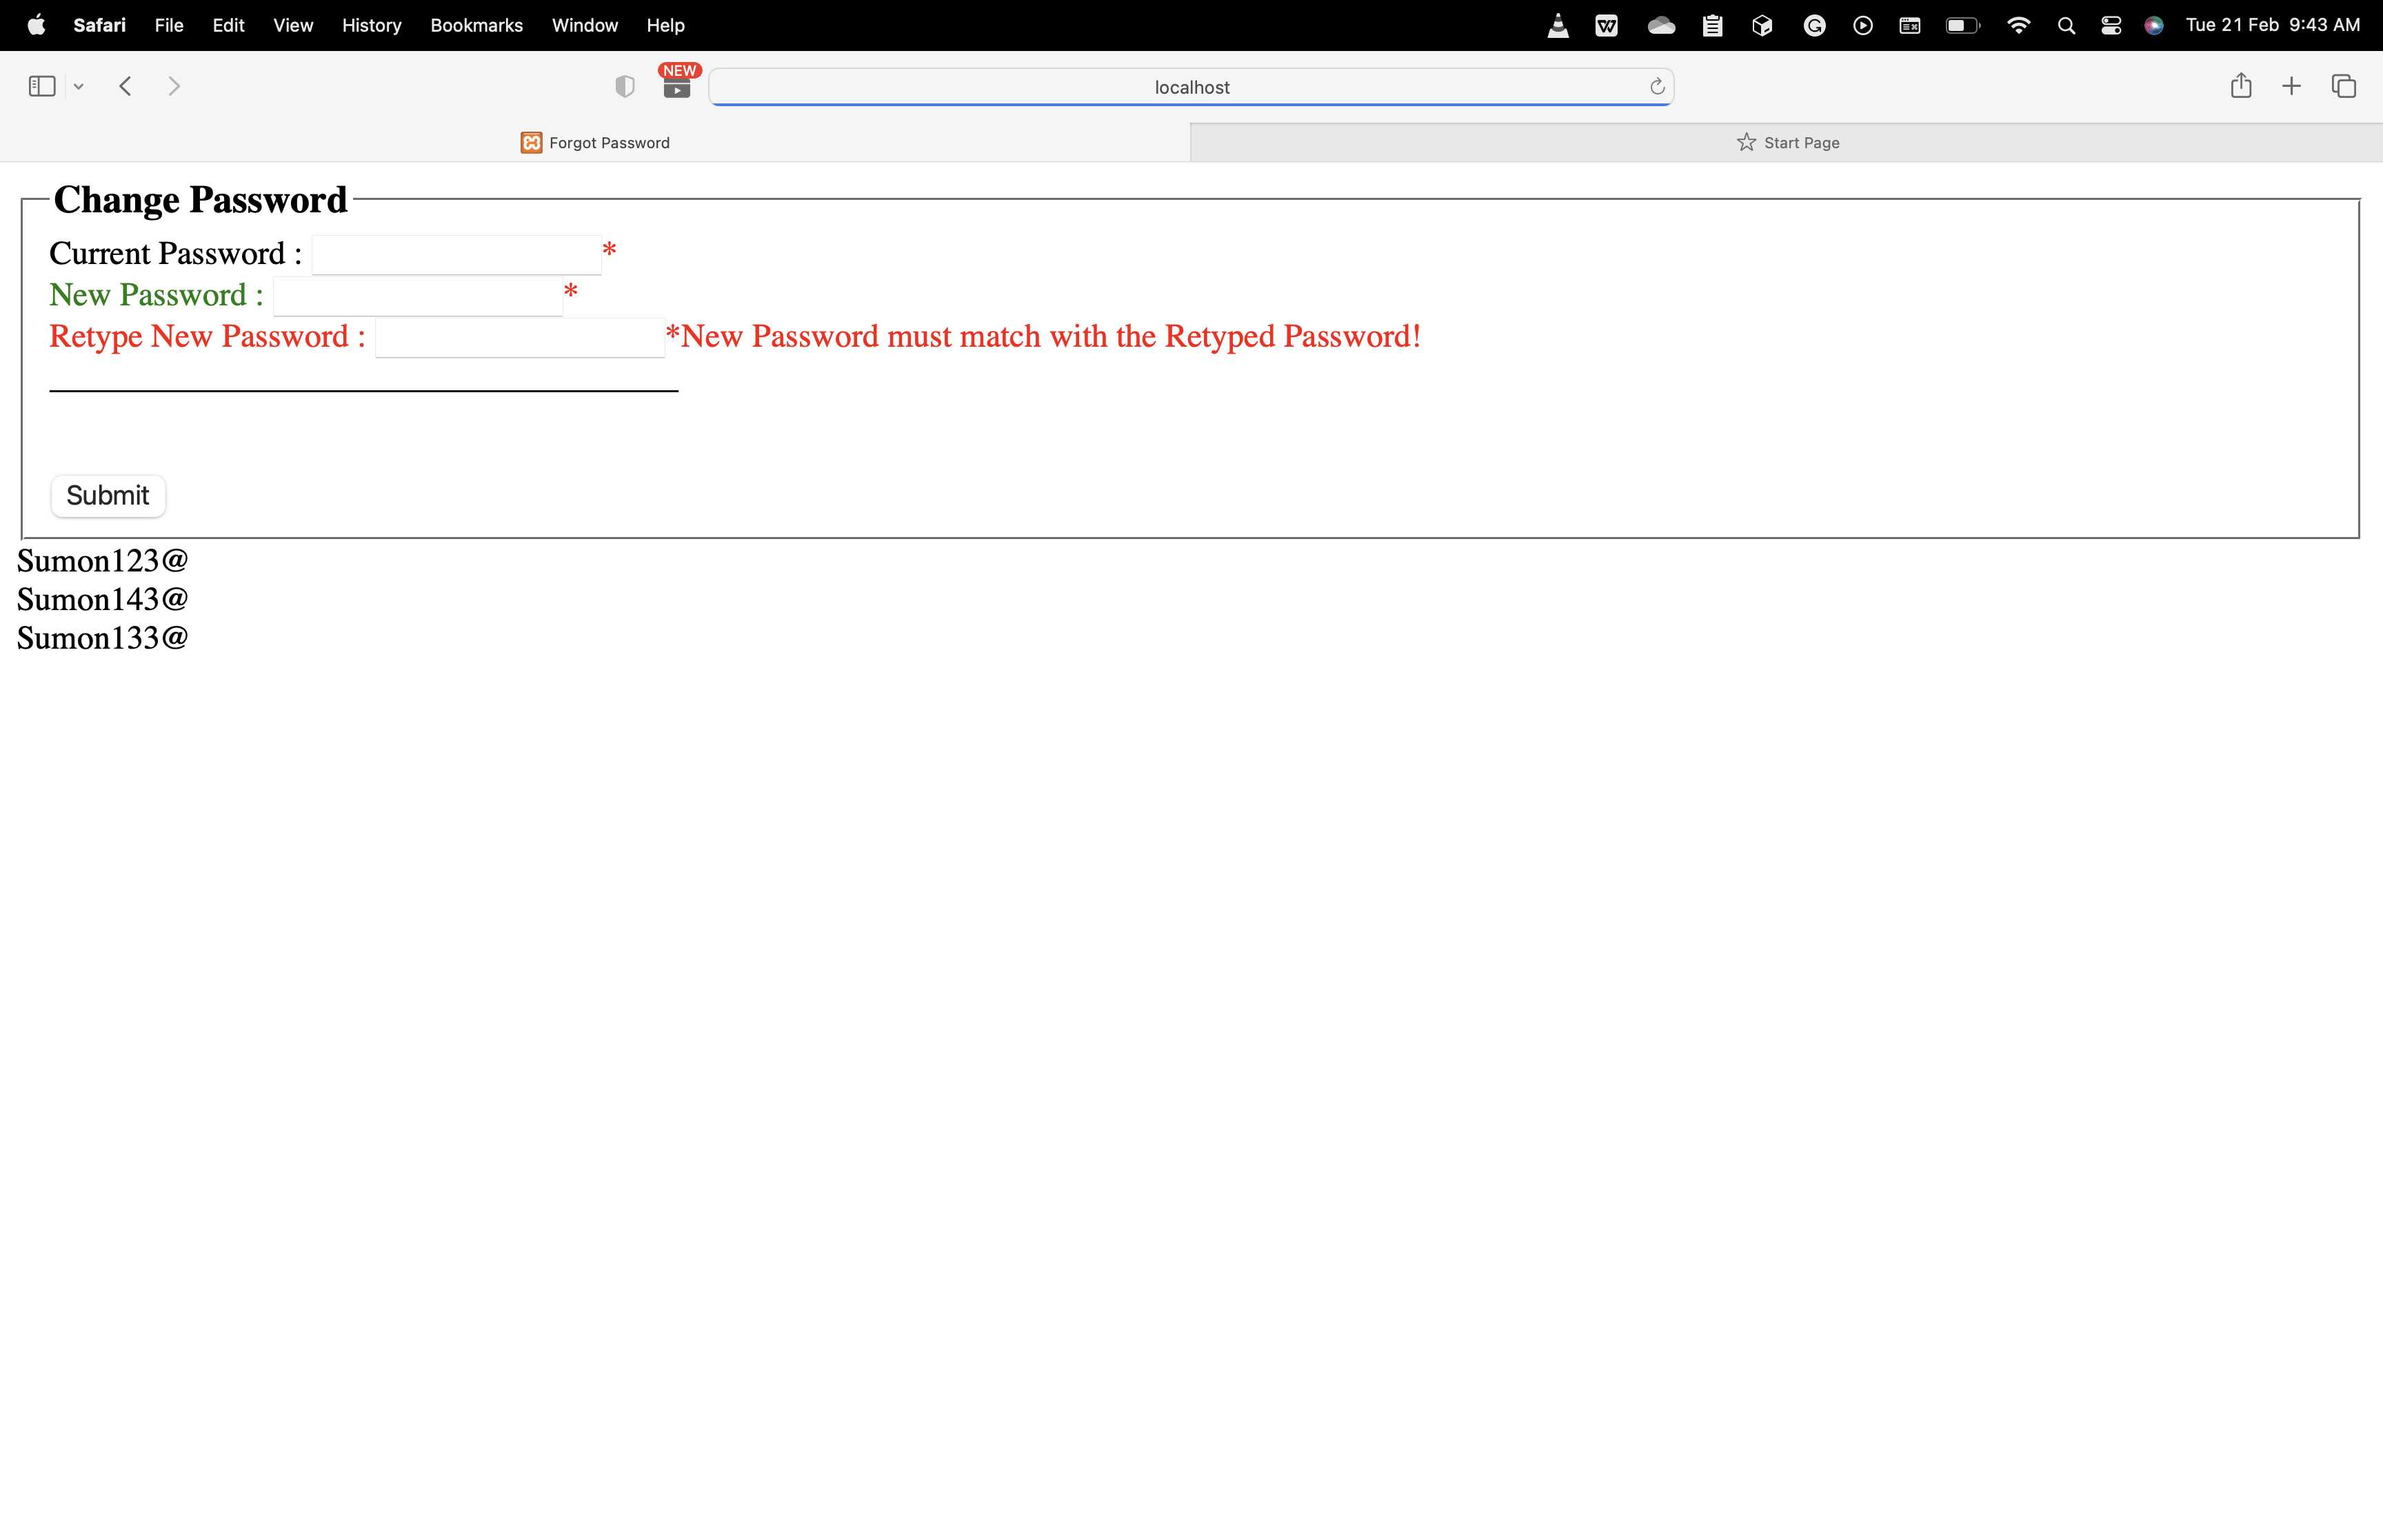 Safari File Edit View History Bookmarks Window Help Tue 21 Feb 9:43 AM
NEW
localhost
Forgot Password Start Page
Change Password
Current Password : *
New Password : *
Retype New Password : *New Password must match with the Retyped Password!
Submit
Sumon123@
Sumon143@
Sumon133@